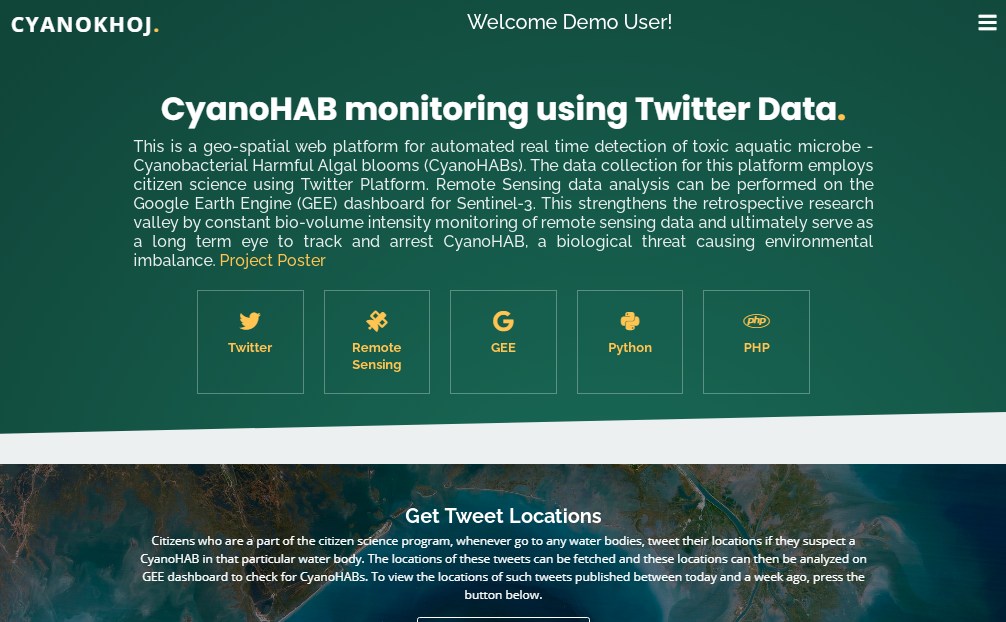 CYANOKHOJ.
Welcome Demo User!
CyanoHAB monitoring using Twitter Data.
This is a geo-spatial web platform for automated real time detection of toxic aquatic microbe -
Cyanobacterial Harmful Algal blooms (CyanoHABs). The data collection for this platform employs
citizen science using Twitter Platform. Remote Sensing data analysis can be performed on the
Google Earth Engine (GEE) dashboard for Sentinel-3. This strengthens the retrospective research
valley by constant bio-volume intensity monitoring of remote sensing data and ultimately serve as
a long term eye to track and arrest CyanoHAB, a biological threat causing environmental
imbalance. Project Poster
Twitter
Remote
Sensing
GEE
Python
php
PHP
Get Tweet Locations
Citizens who are a part of the citizen science program, whenever go to any water bodies, tweet their locations if they suspect a
CyanoHAB in that particular water body. The locations of these tweets can be fetched and these locations can then be analyzed on
GEE dashboard to check for CyanoHABs. To view the locations of such tweets published between today and a week ago, press the
button below.